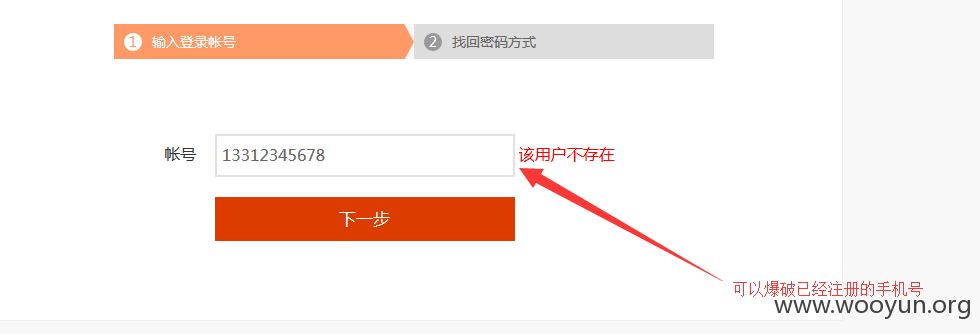 1 输入登录帐号
2 找回密码方式
帐号 13312345678 该用户不存在
下一步
可以爆破已经注册的手机号
www.wooyun.org